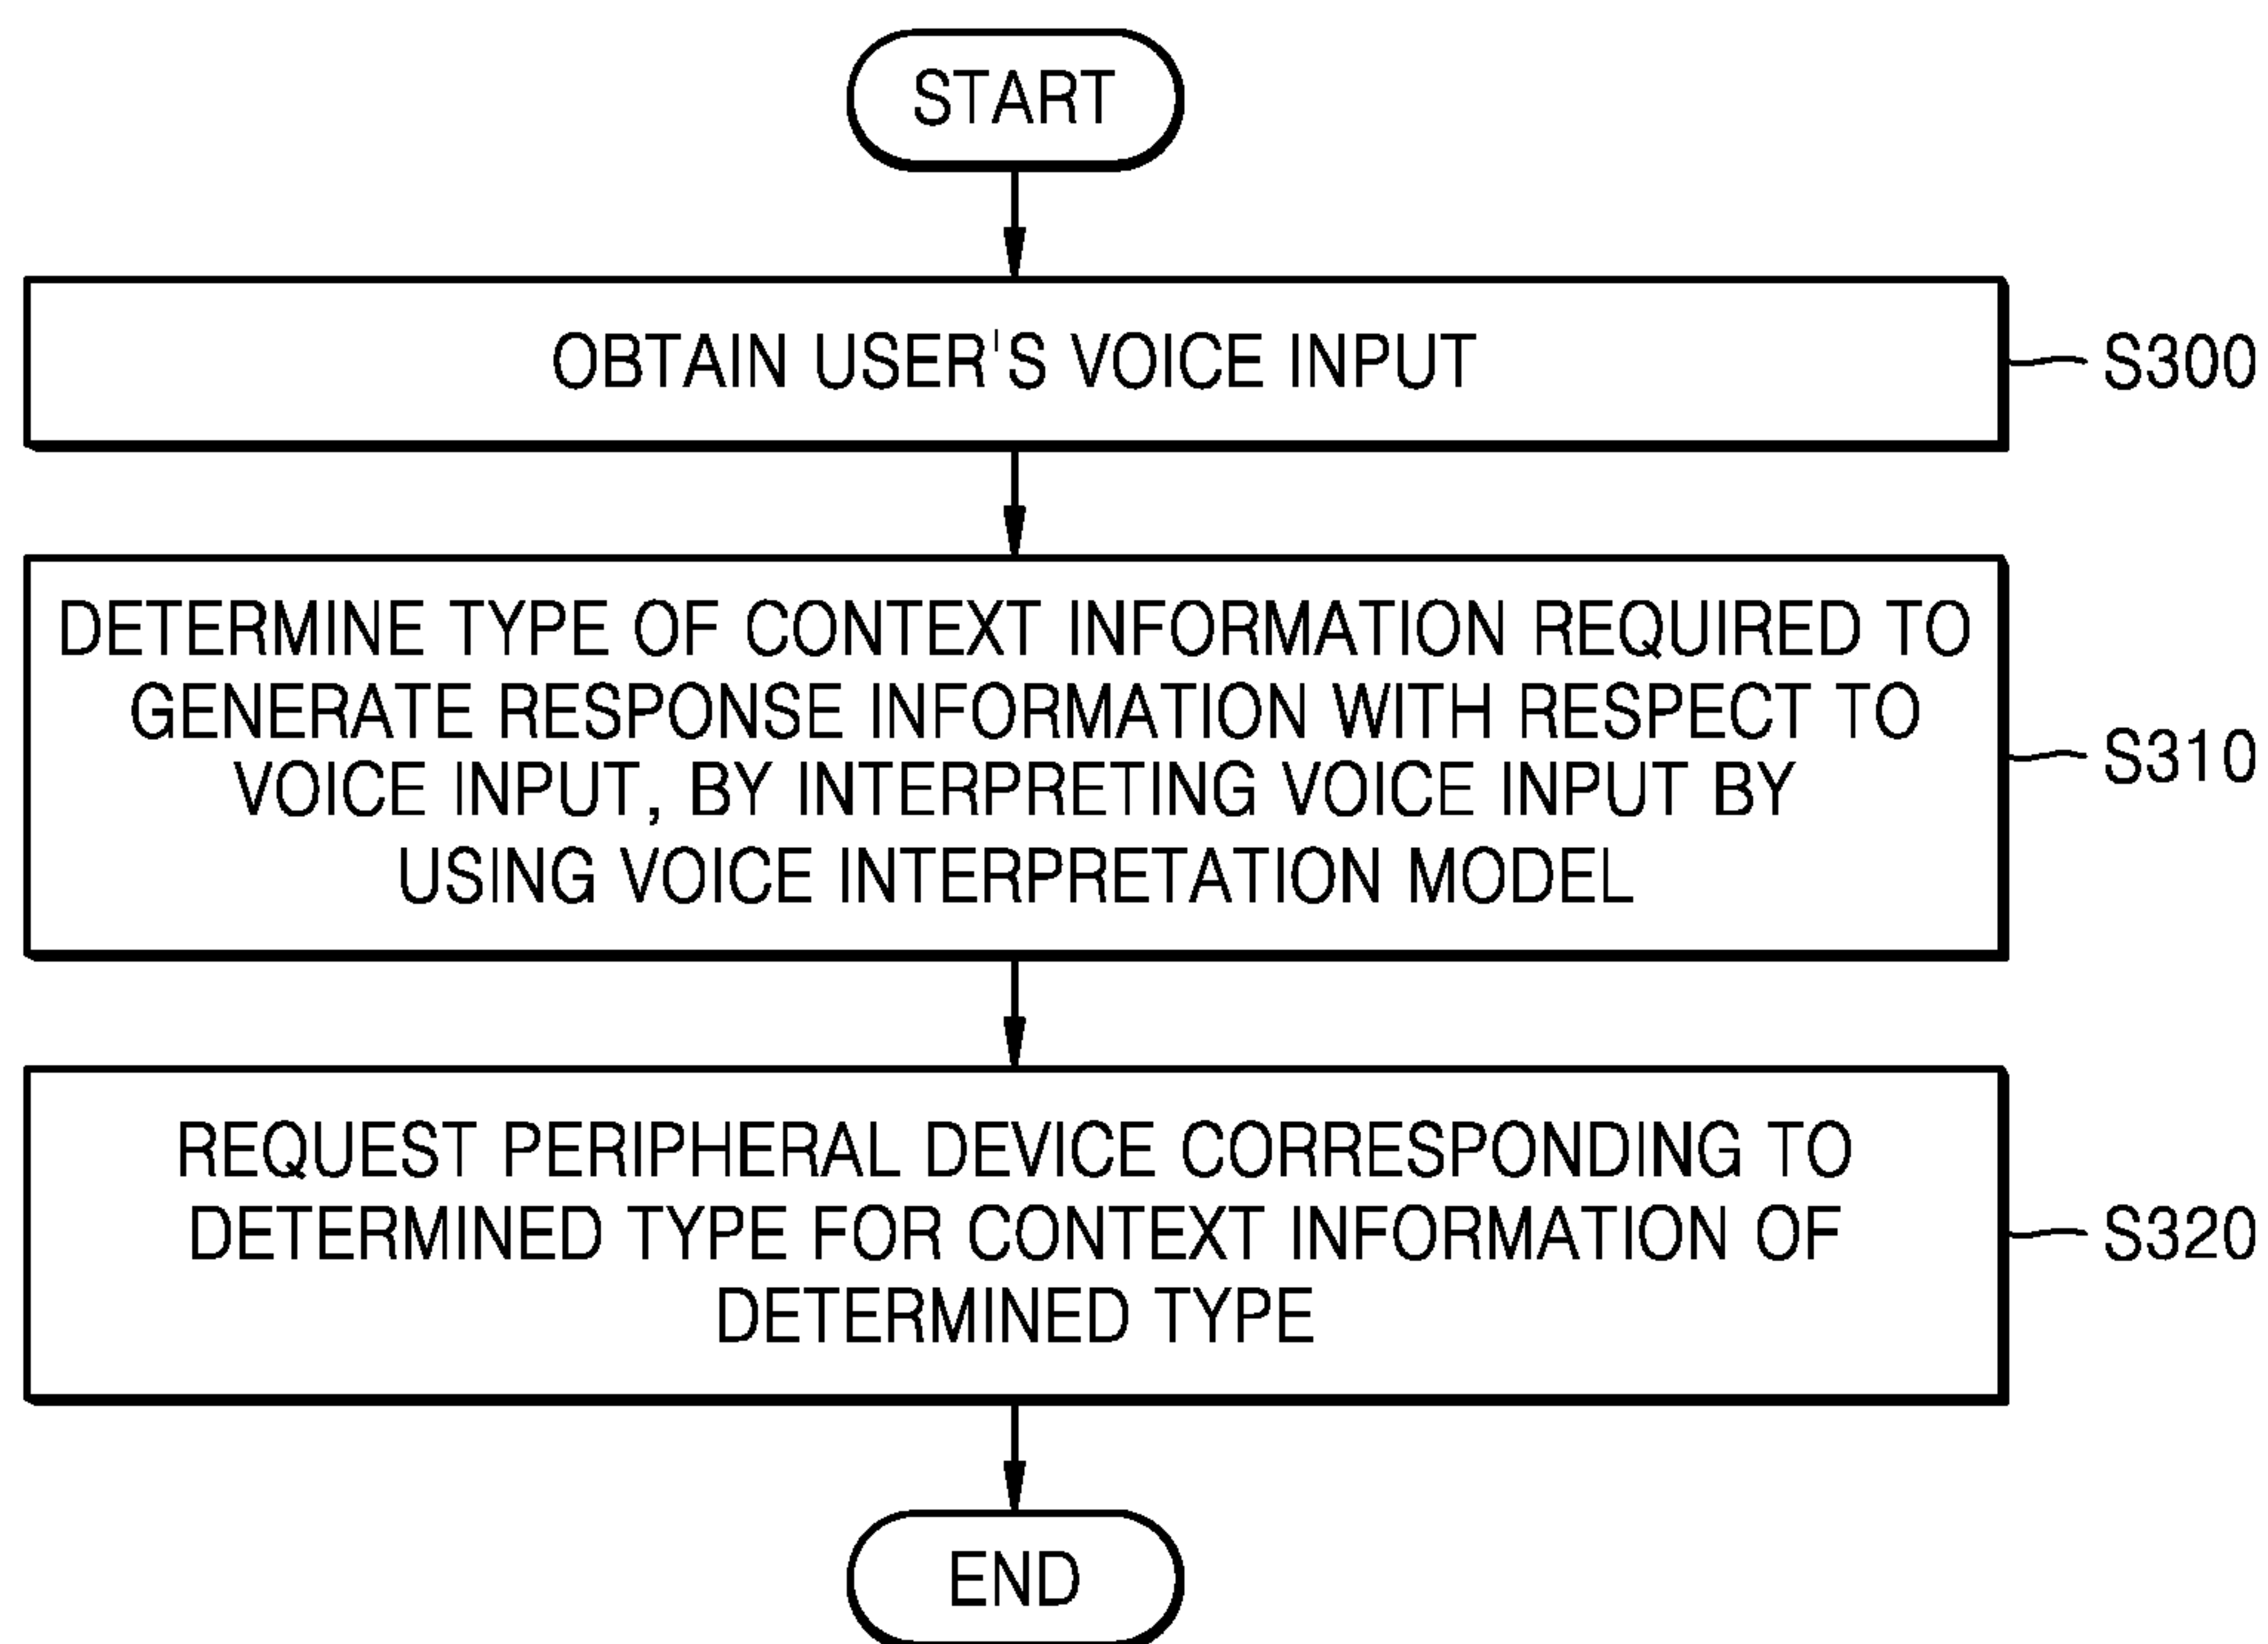 START
OBTAIN USER'S VOICE INPUT
S300
DETERMINE TYPE OF CONTEXT INFORMATION REQUIRED TO
GENERATE RESPONSE INFORMATION WITH RESPECT TO
VOICE INPUT, BY INTERPRETING VOICE INPUT BY
USING VOICE INTERPRETATION MODEL
S310
REQUEST PERIPHERAL DEVICE CORRESPONDING TO
DETERMINED TYPE FOR CONTEXT INFORMATION OF
DETERMINED TYPE
S320
END